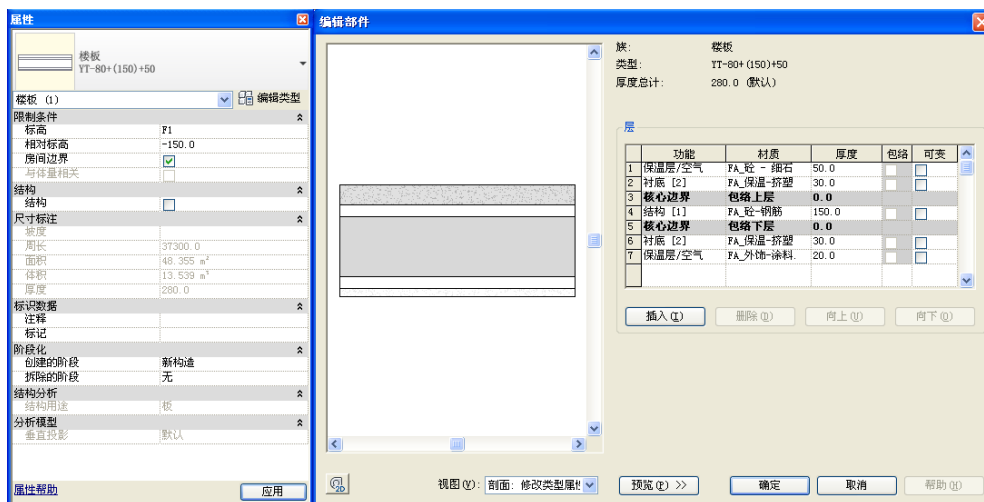 属性
楼板
YT-80+(150)+50
楼板 (1)
编辑类型
限制条件
标高 F1
相对标高 -150.0
房间边界
与体量相关
结构
结构
尺寸标注
坡度
周长 37300.0
面积 48.355 m²
体积 13.539 m³
厚度 280.0
标识数据
注释
标记
阶段化
创建的阶段 新构造
拆除的阶段 无
结构分析
结构用途 板
分析模型
垂直投影 默认
属性帮助 应用
编辑部件
族: 楼板
类型: YT-80+(150)+50
厚度总计: 280.0 (默认)
层
功能 材质 厚度 包络 可变
1 保温层/空气 FA_砼 - 细石 50.0
2 衬底 [2] FA_保温-挤塑 30.0
3 核心边界 包络上层 0.0
4 结构 [1] FA_砼-钢筋 150.0
5 核心边界 包络下层 0.0
6 衬底 [2] FA_保温-挤塑 30.0
7 保温层/空气 FA_外饰-涂料. 20.0
插入(I) 删除(D) 向上(U) 向下(O)
2D
视图(V): 剖面: 修改类型属性 预览(P) >> 确定 取消 帮助(H)